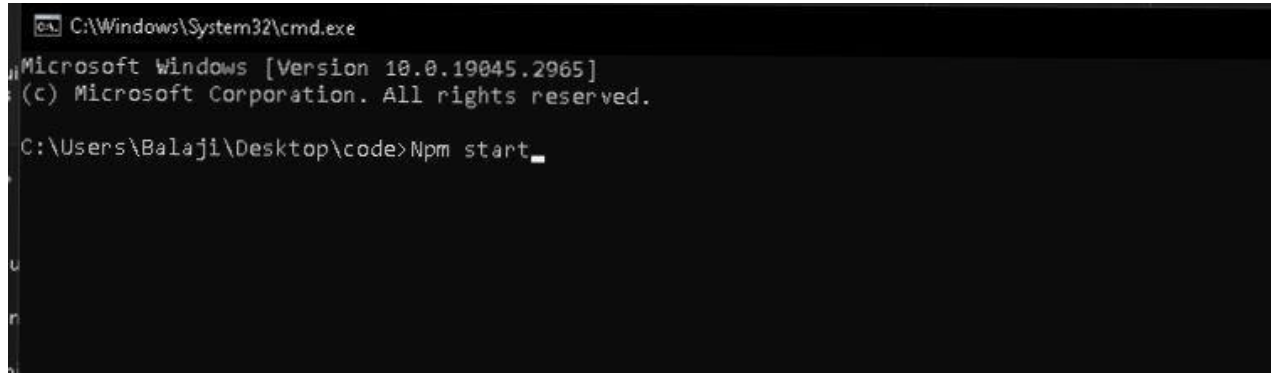 C:\Windows\System32\cmd.exe
Microsoft Windows [Version 10.0.19045.2965]
(c) Microsoft Corporation. All rights reserved.
C:\Users\Balaji\Desktop\code>Npm start